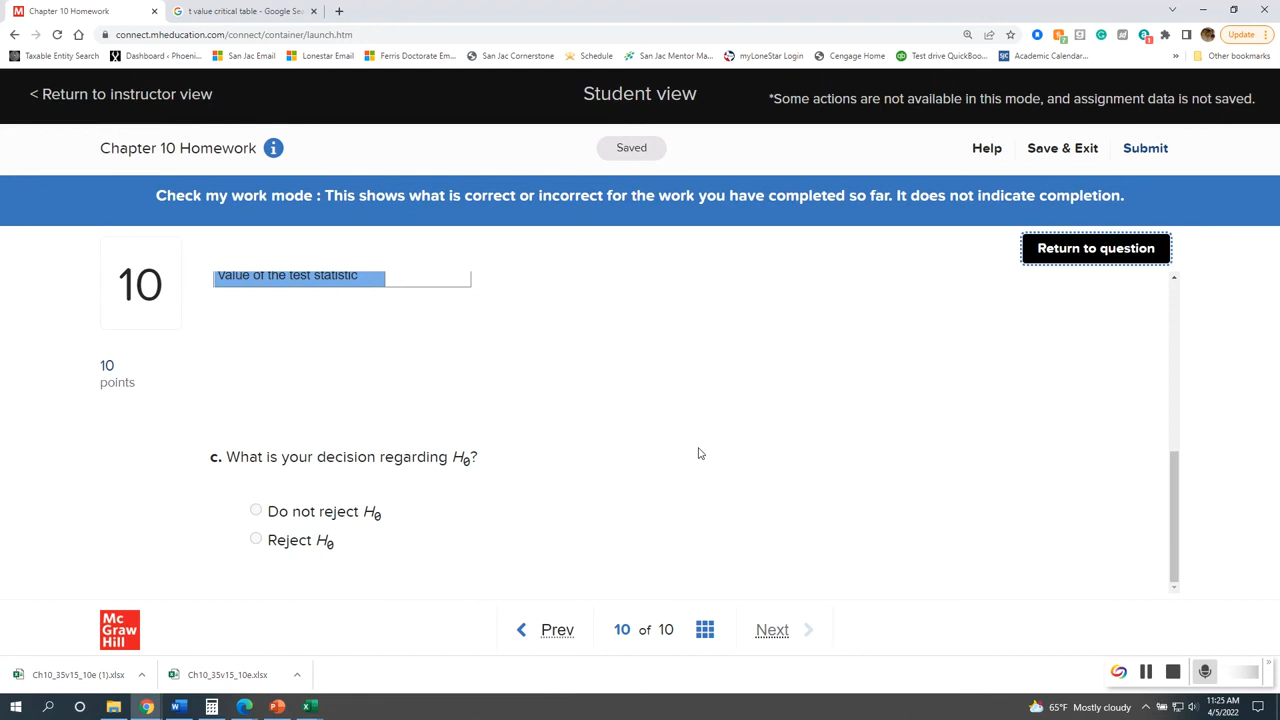 Chapter 10 Homework
t value critical table - Google Sea
connect.mheducation.com/connect/container/launch.htm
Update
Taxable Entity Search
Dashboard ‹ Phoeni...
San Jac Email
Lonestar Email
Ferris Doctorate Em...
San Jac Cornerstone
Schedule
San Jac Mentor Ma...
myLoneStar Login
Cengage Home
Test drive QuickBoo...
Academic Calendar...
»
Other bookmarks
< Return to instructor view
Student view
*Some actions are not available in this mode, and assignment data is not saved.
Chapter 10 Homework
Saved
Help
Save & Exit
Submit
Check my work mode : This shows what is correct or incorrect for the work you have completed so far. It does not indicate completion.
Return to question
10
Value of the test statistic
10
points
c. What is your decision regarding H0?
Do not reject H0
Reject H0
Mc
Graw
Hill
Prev
10 of 10
Next
Ch10_35v15_10e (1).xlsx
Ch10_35v15_10e.xlsx
65°F Mostly cloudy
11:25 AM
4/5/2022